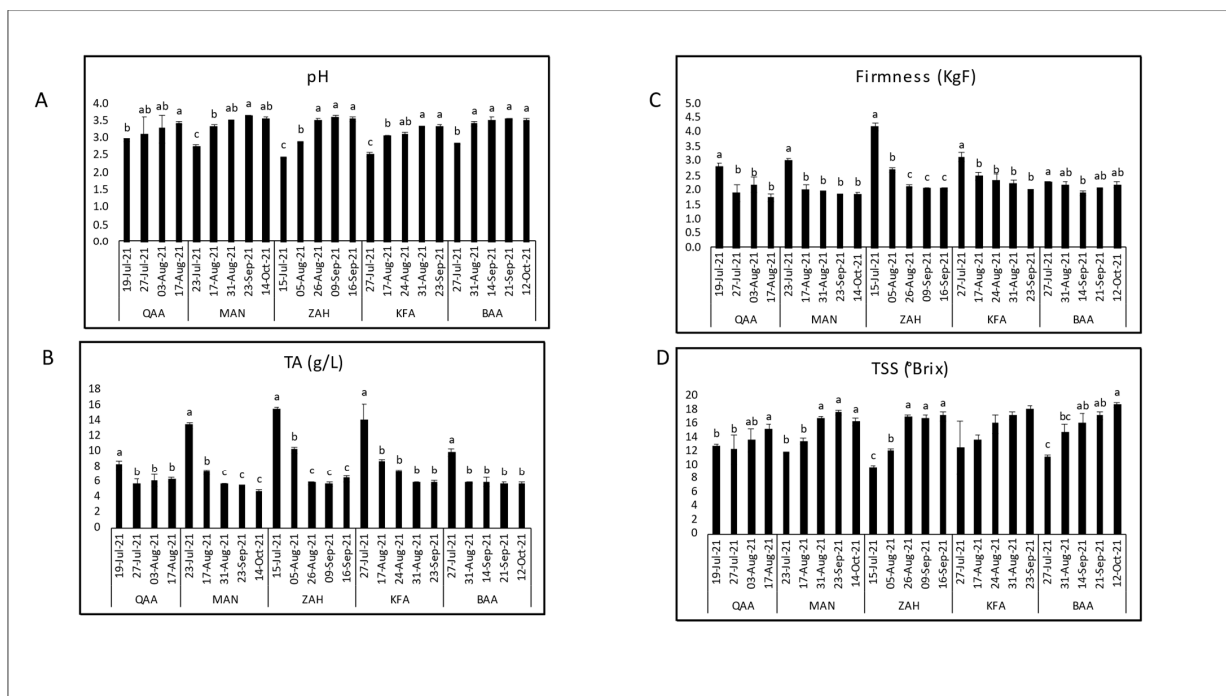 A
pH
4.0
3.5
3.0
2.5
2.0
1.5
1.0
0.5
0.0
b ab ab a c b ab a ab c b a a a c b b a a b a a a a
19-Jul-21 27-Jul-21 03-Aug-21 17-Aug-21 23-Jul-21 17-Aug-21 31-Aug-21 23-Sep-21 14-Oct-21 15-Jul-21 05-Aug-21 26-Aug-21 09-Sep-21 16-Sep-21 27-Jul-21 17-Aug-21 24-Aug-21 31-Aug-21 23-Sep-21 27-Jul-21 31-Aug-21 14-Sep-21 21-Sep-21 12-Oct-21
QAA MAN ZAH KFA BAA
B
TA (g/L)
18
16
14
12
10
8
6
4
2
0
a b b b a b c c c a b c c c a b b b b a b b b b
19-Jul-21 27-Jul-21 03-Aug-21 17-Aug-21 23-Jul-21 17-Aug-21 31-Aug-21 23-Sep-21 14-Oct-21 15-Jul-21 05-Aug-21 26-Aug-21 09-Sep-21 16-Sep-21 27-Jul-21 17-Aug-21 24-Aug-21 31-Aug-21 23-Sep-21 27-Jul-21 31-Aug-21 14-Sep-21 21-Sep-21 12-Oct-21
QAA MAN ZAH KFA BAA
C
Firmness (KgF)
5.0
4.5
4.0
3.5
3.0
2.5
2.0
1.5
1.0
0.5
0.0
a b b b a b b b b a b c c c a b b b b a ab b ab ab
19-Jul-21 27-Jul-21 03-Aug-21 17-Aug-21 23-Jul-21 17-Aug-21 31-Aug-21 23-Sep-21 14-Oct-21 15-Jul-21 05-Aug-21 26-Aug-21 09-Sep-21 16-Sep-21 27-Jul-21 17-Aug-21 24-Aug-21 31-Aug-21 23-Sep-21 27-Jul-21 31-Aug-21 14-Sep-21 21-Sep-21 12-Oct-21
QAA MAN ZAH KFA BAA
D
TSS (°Brix)
20
18
16
14
12
10
8
6
4
2
0
b b ab a b b a a a c b a a a c bc ab ab a
19-Jul-21 27-Jul-21 03-Aug-21 17-Aug-21 23-Jul-21 17-Aug-21 31-Aug-21 23-Sep-21 14-Oct-21 15-Jul-21 05-Aug-21 26-Aug-21 09-Sep-21 16-Sep-21 27-Jul-21 17-Aug-21 24-Aug-21 31-Aug-21 23-Sep-21 27-Jul-21 31-Aug-21 14-Sep-21 21-Sep-21 12-Oct-21
QAA MAN ZAH KFA BAA